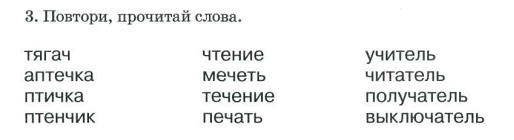 3. Повтори, прочитай слова.
тягач чтение учитель
аптечка мечеть читатель
птичка течение получатель
птенчик печать выключатель